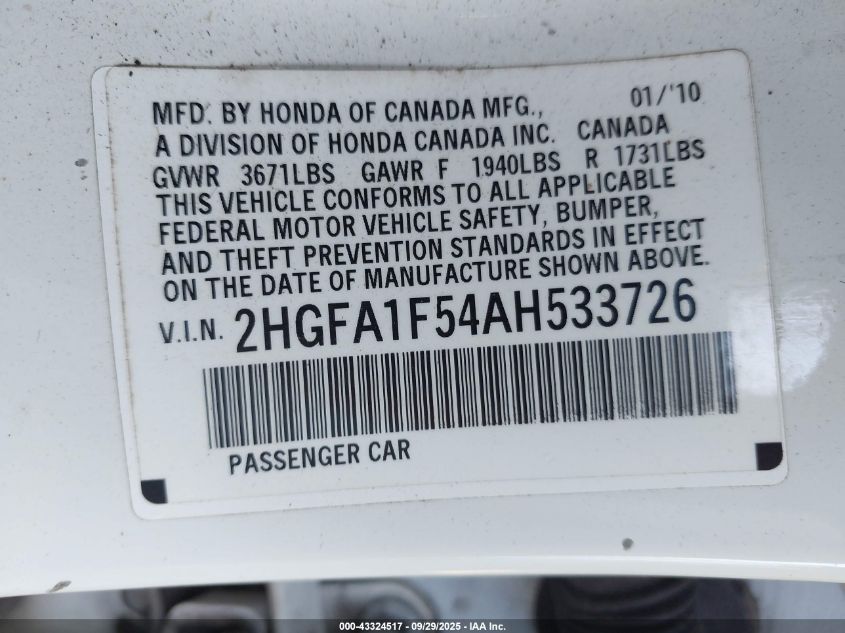 MFD. BY HONDA OF CANADA MFG., 01/'10
A DIVISION OF HONDA CANADA INC. CANADA
GVWR 3671LBS GAWR F 1940LBS R 1731LBS
THIS VEHICLE CONFORMS TO ALL APPLICABLE
FEDERAL MOTOR VEHICLE SAFETY, BUMPER,
AND THEFT PREVENTION STANDARDS IN EFFECT
ON THE DATE OF MANUFACTURE SHOWN ABOVE.
V.I.N. 2HGFA1F54AH533726
PASSENGER CAR
000-43324517 - 09/29/2025 - IAA Inc.